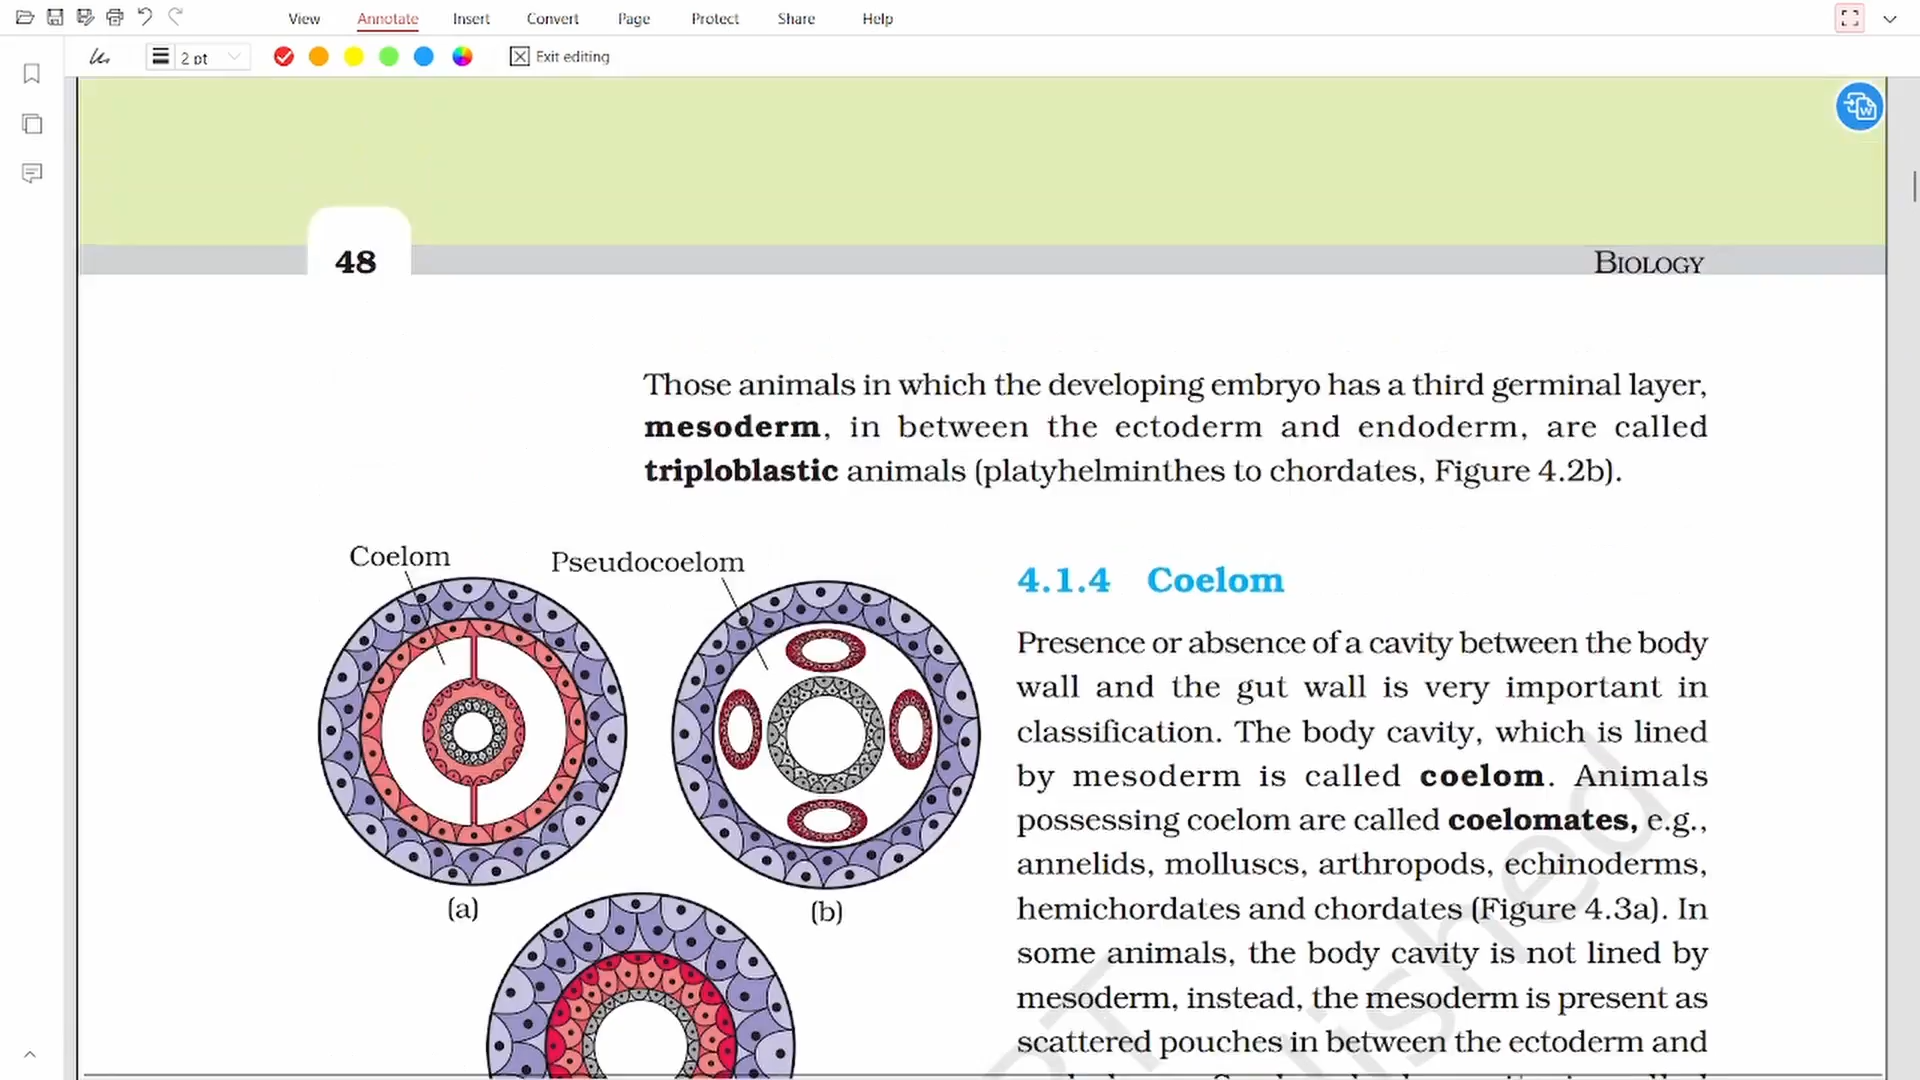 View Annotate Insert Convert Page Protect Share Help
2 pt Exit editing
48
BIOLOGY
Those animals in which the developing embryo has a third germinal layer,
mesoderm, in between the ectoderm and endoderm, are called
triploblastic animals (platyhelminthes to chordates, Figure 4.2b).
Coelom
Pseudocoelom
(a)
(b)
4.1.4 Coelom
Presence or absence of a cavity between the body
wall and the gut wall is very important in
classification. The body cavity, which is lined
by mesoderm is called coelom. Animals
possessing coelom are called coelomates, e.g.,
annelids, molluscs, arthropods, echinoderms,
hemichordates and chordates (Figure 4.3a). In
some animals, the body cavity is not lined by
mesoderm, instead, the mesoderm is present as
scattered pouches in between the ectoderm and